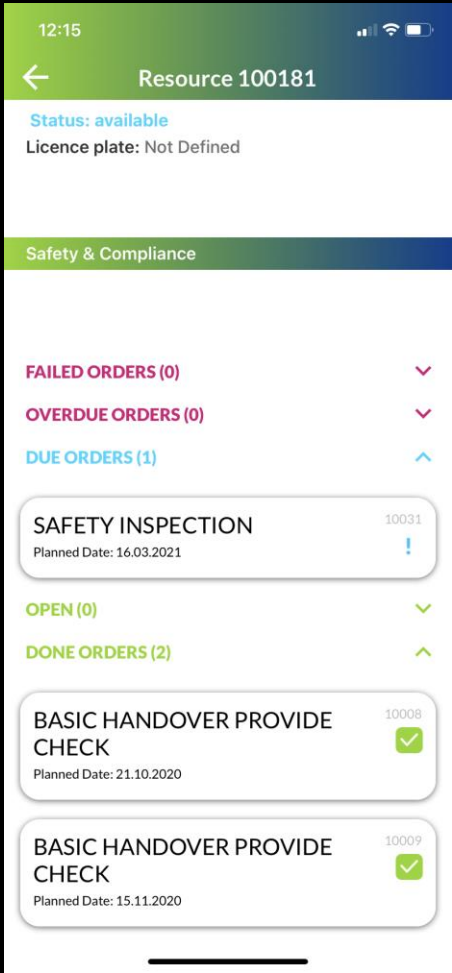 12:15
Resource 100181
Status: available
Licence plate: Not Defined
Safety & Compliance
FAILED ORDERS (0)
OVERDUE ORDERS (0)
DUE ORDERS (1)
SAFETY INSPECTION
10031
Planned Date: 16.03.2021
!
OPEN (0)
DONE ORDERS (2)
BASIC HANDOVER PROVIDE
10008
CHECK
Planned Date: 21.10.2020
BASIC HANDOVER PROVIDE
10009
CHECK
Planned Date: 15.11.2020